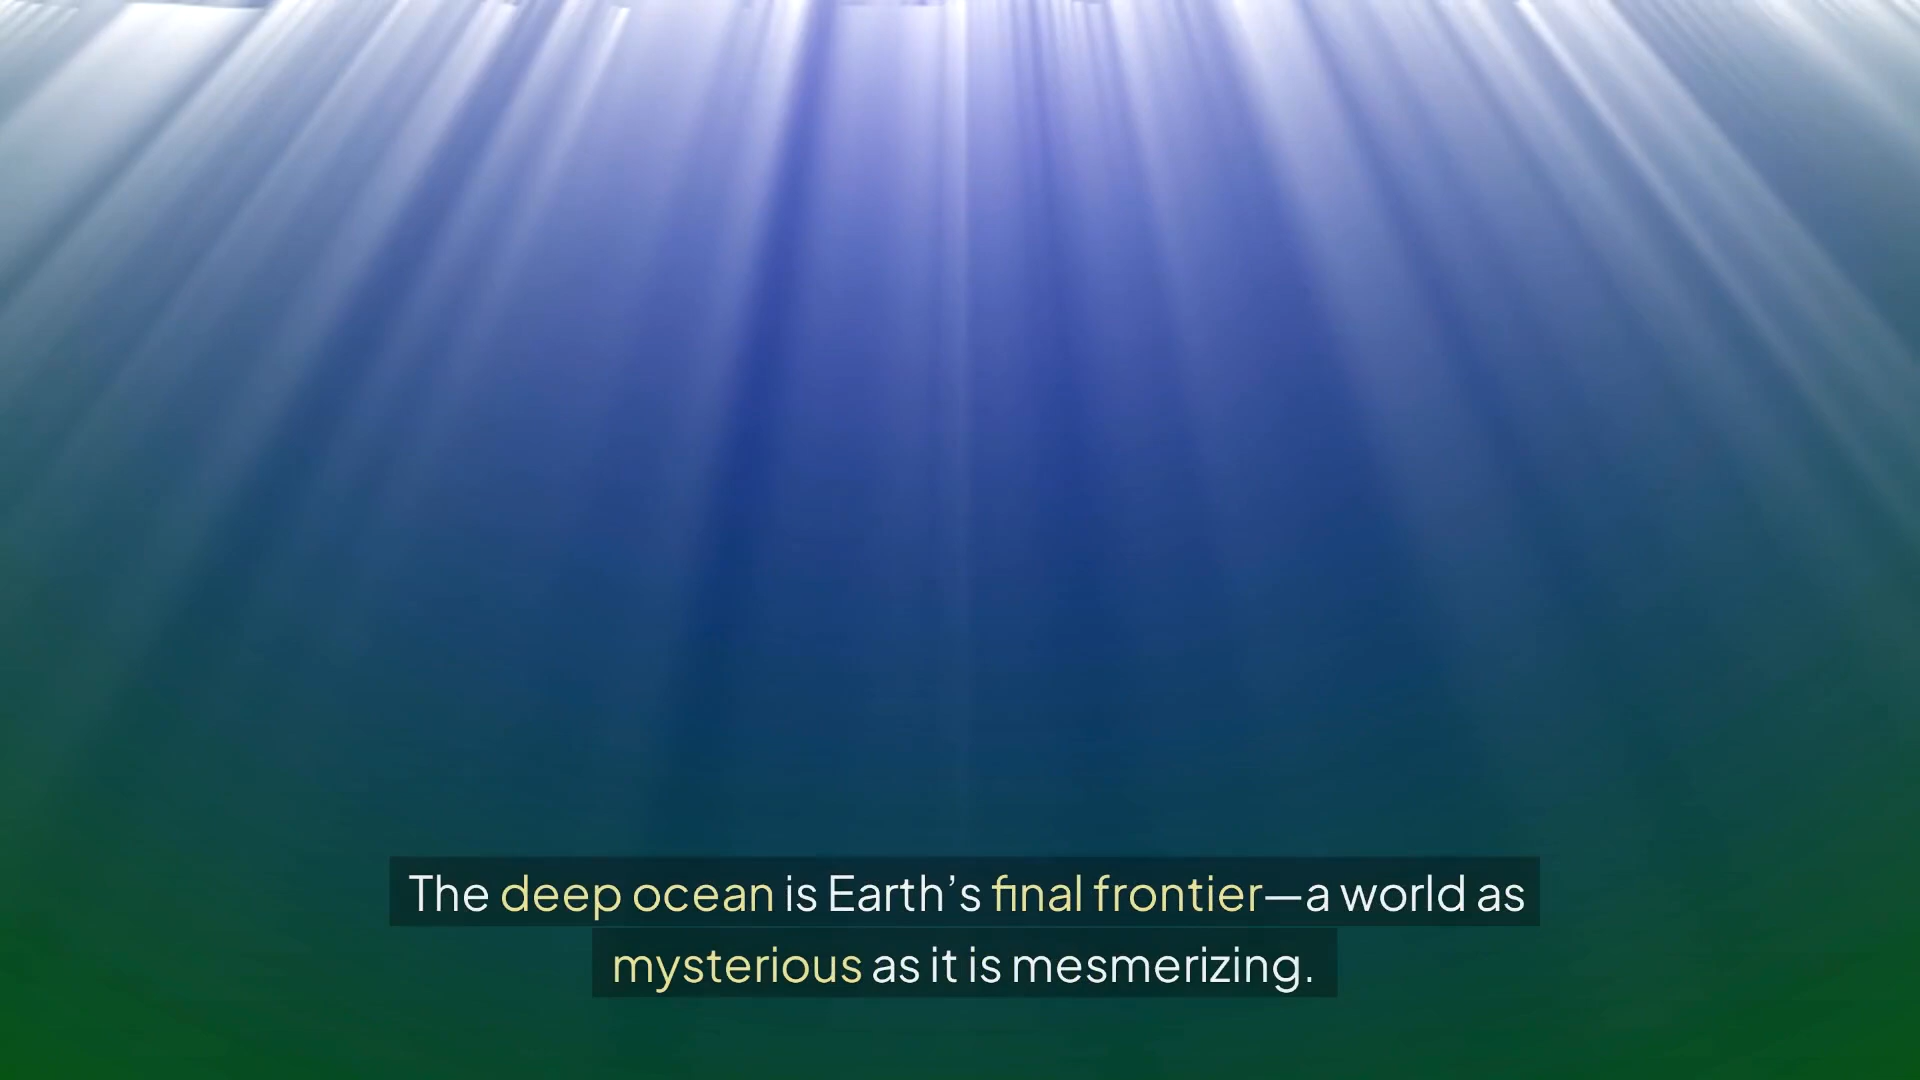 The deep ocean is Earth’s final frontier—a world as
mysterious as it is mesmerizing.